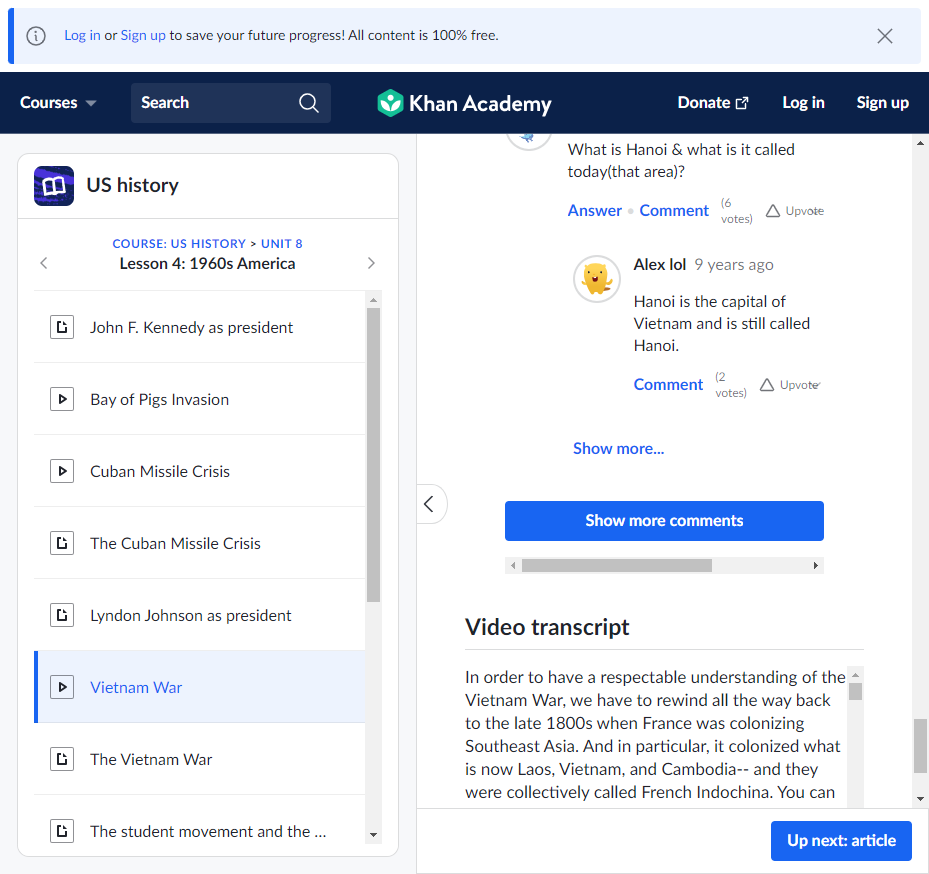 Log in or Sign up to save your future progress! All content is 100% free.
Courses
Search
Khan Academy
Donate
Log in
Sign up
US history
COURSE: US HISTORY > UNIT 8
Lesson 4: 1960s America
John F. Kennedy as president
Bay of Pigs Invasion
Cuban Missile Crisis
The Cuban Missile Crisis
Lyndon Johnson as president
Vietnam War
The Vietnam War
The student movement and the ...
What is Hanoi & what is it called
today(that area)?
Answer • Comment
(6
votes)
Upvote
Alex lol 9 years ago
Hanoi is the capital of
Vietnam and is still called
Hanoi.
Comment
(2
votes)
Upvote
Show more...
Show more comments
Video transcript
In order to have a respectable understanding of the
Vietnam War, we have to rewind all the way back
to the late 1800s when France was colonizing
Southeast Asia. And in particular, it colonized what
is now Laos, Vietnam, and Cambodia-- and they
were collectively called French Indochina. You can
Up next: article